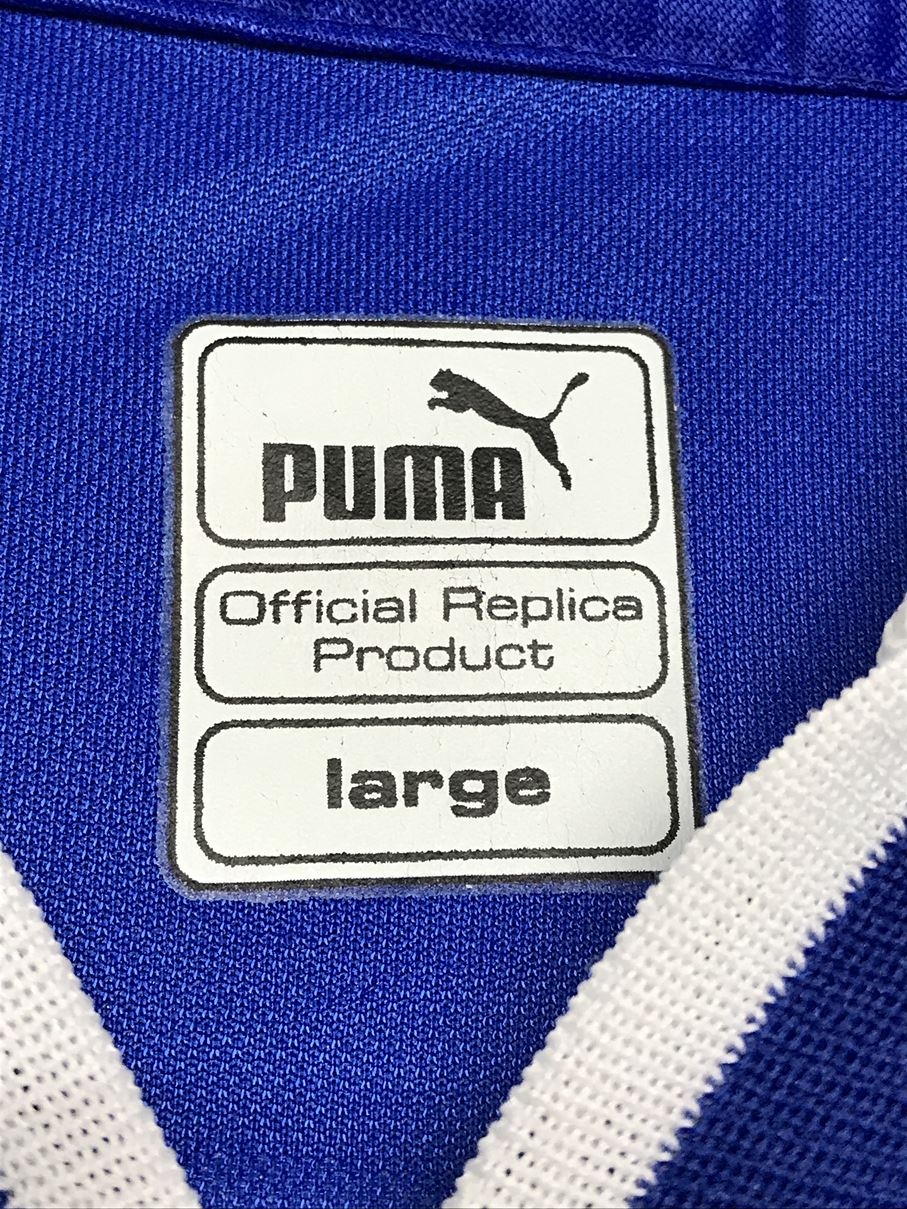 PUMA
Official Replica
Product
large